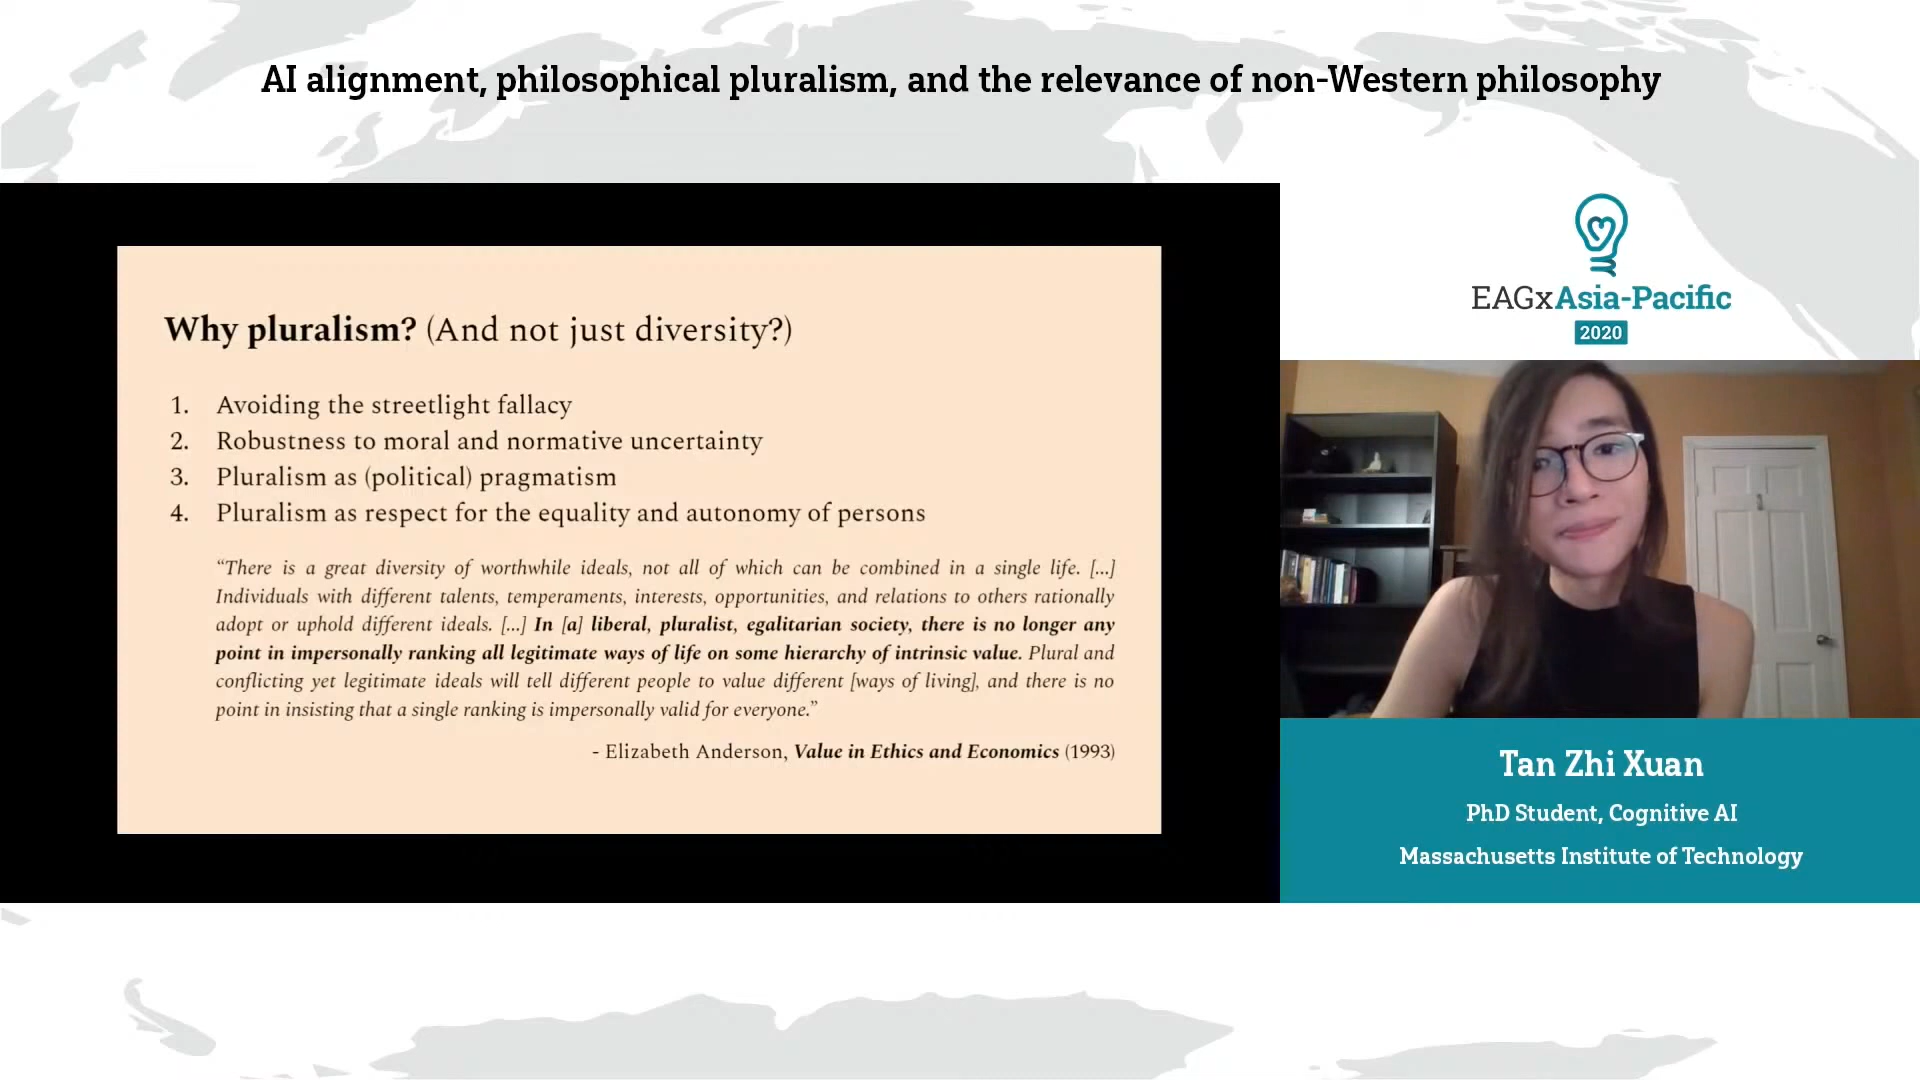 AI alignment, philosophical pluralism, and the relevance of non-Western philosophy
Why pluralism? (And not just diversity?)
1. Avoiding the streetlight fallacy
2. Robustness to moral and normative uncertainty
3. Pluralism as (political) pragmatism
4. Pluralism as respect for the equality and autonomy of persons
“There is a great diversity of worthwhile ideals, not all of which can be combined in a single life. [...]
Individuals with different talents, temperaments, interests, opportunities, and relations to others rationally
adopt or uphold different ideals. [...] In [a] liberal, pluralist, egalitarian society, there is no longer any
point in impersonally ranking all legitimate ways of life on some hierarchy of intrinsic value. Plural and
conflicting yet legitimate ideals will tell different people to value different [ways of living], and there is no
point in insisting that a single ranking is impersonally valid for everyone.”
- Elizabeth Anderson, Value in Ethics and Economics (1993)
EAGxAsia-Pacific
2020
Tan Zhi Xuan
PhD Student, Cognitive AI
Massachusetts Institute of Technology